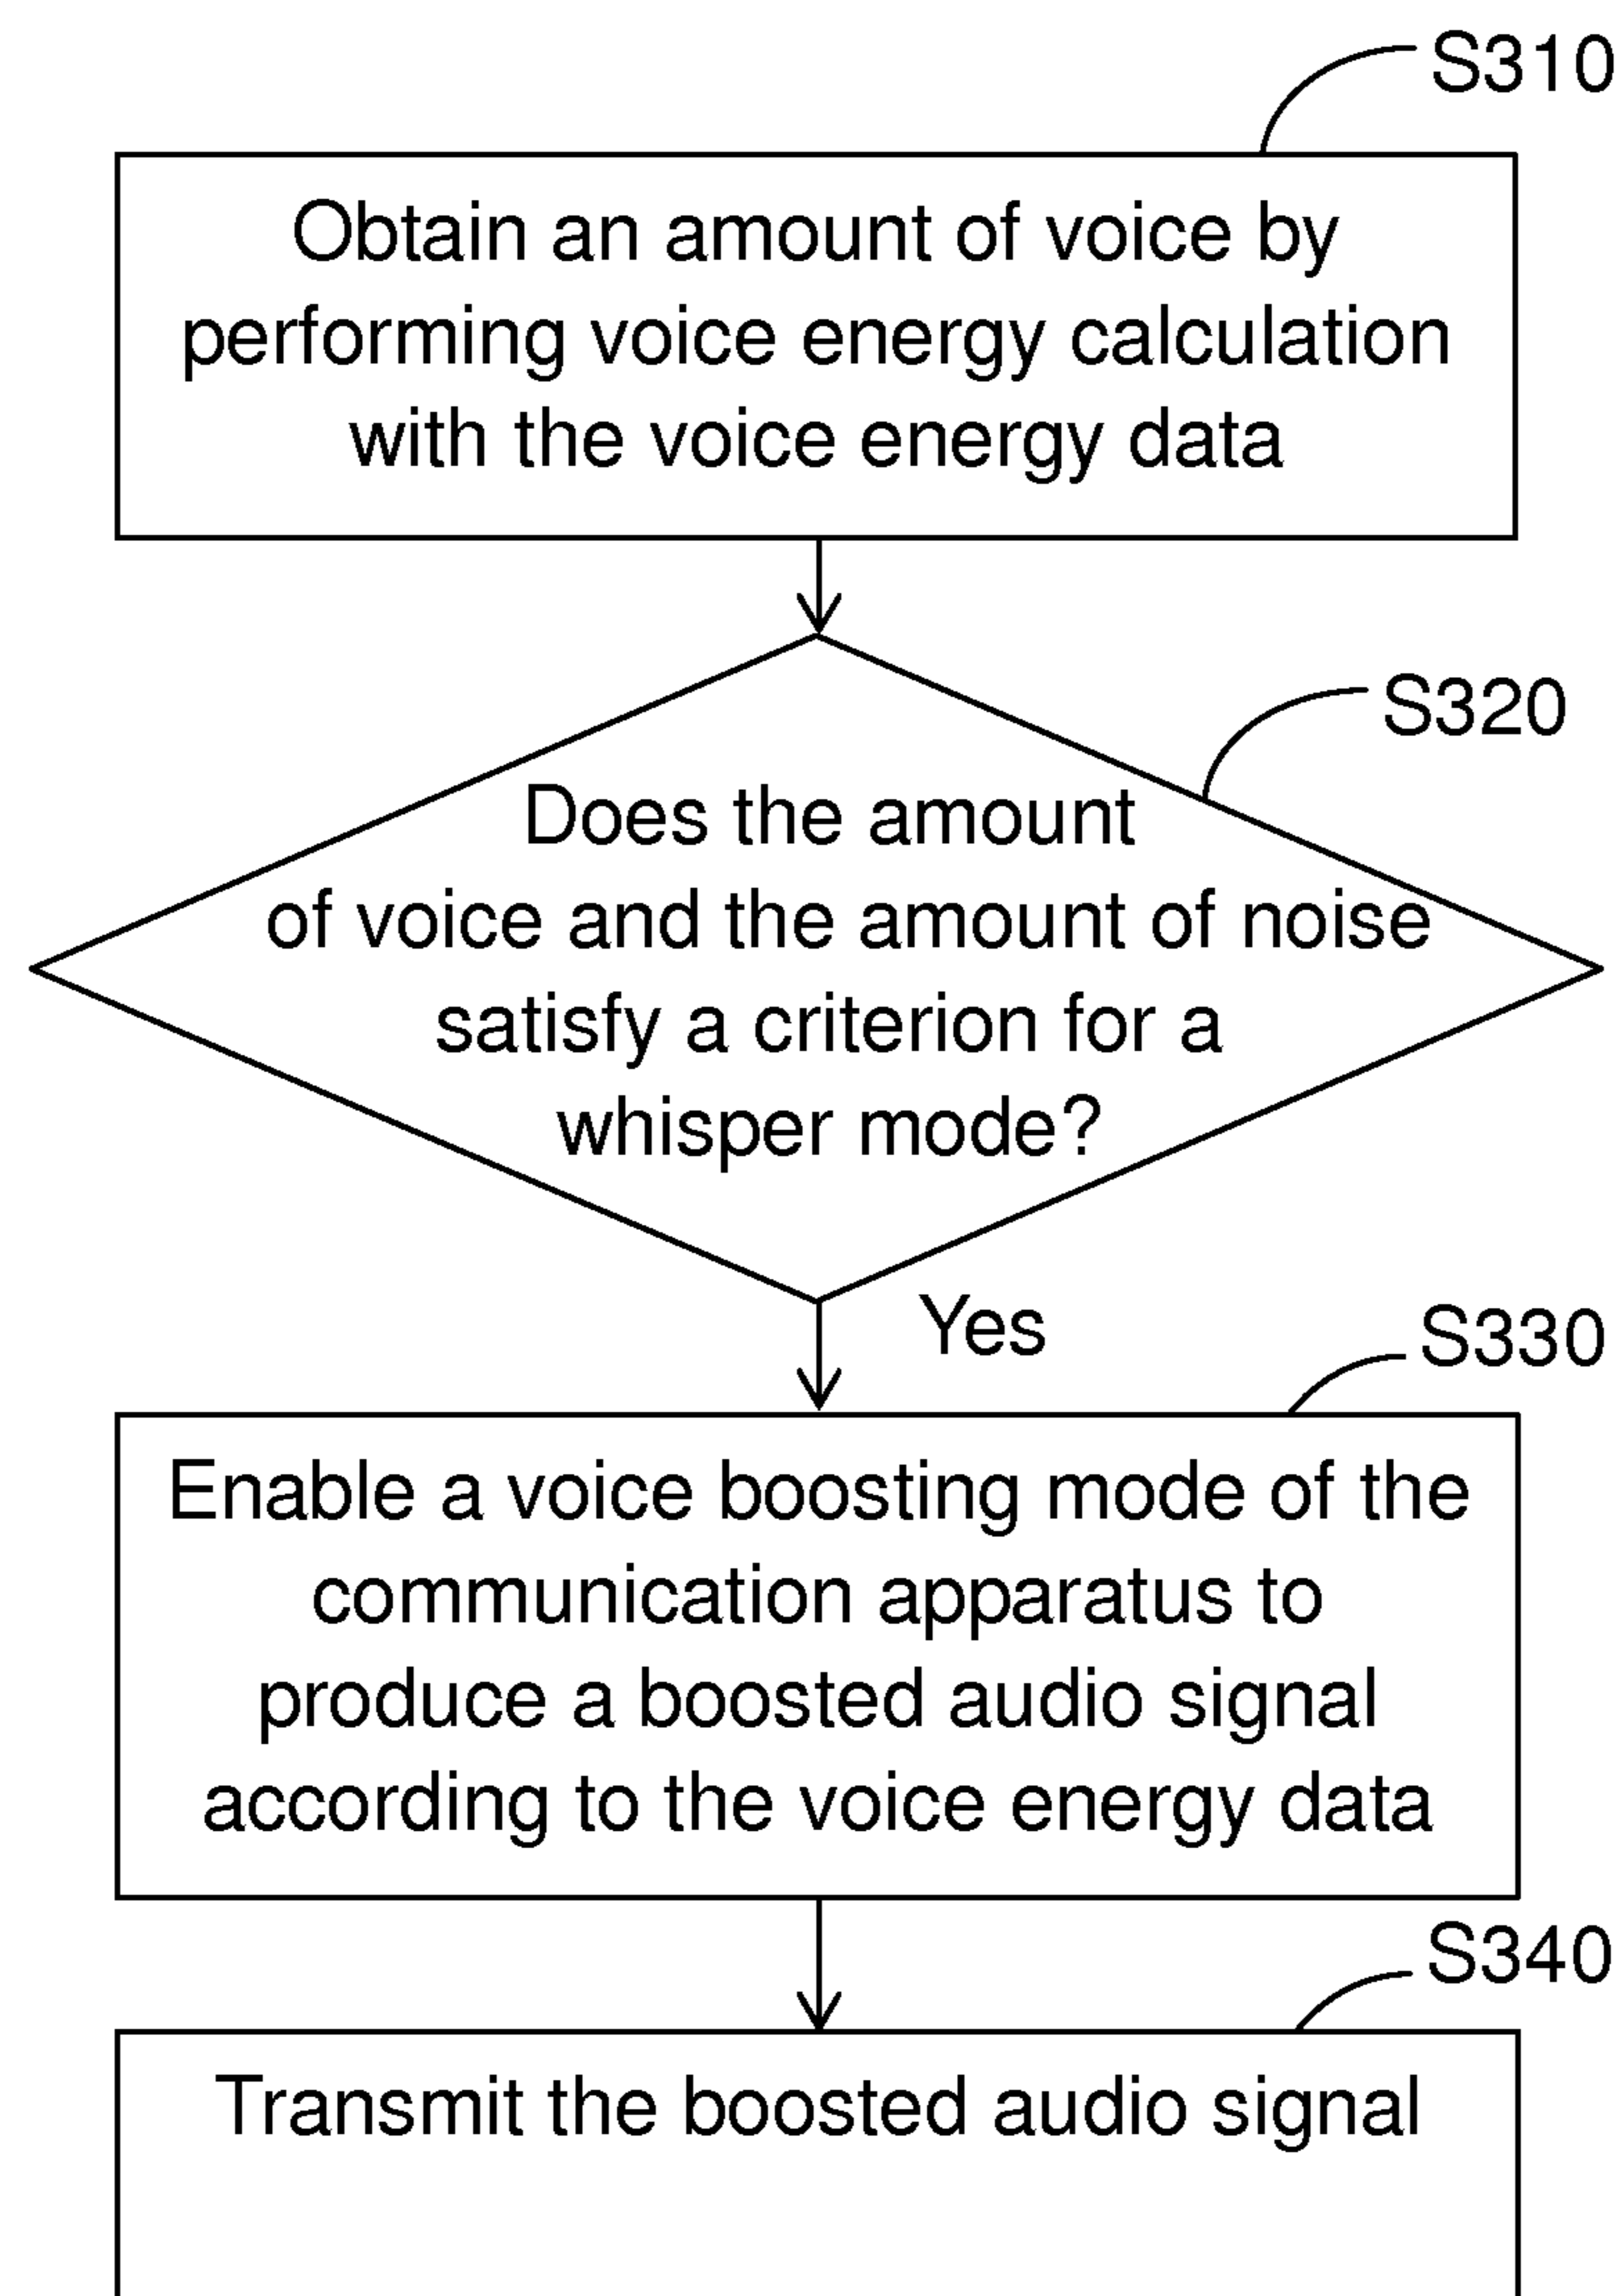 S310
Obtain an amount of voice by
performing voice energy calculation
with the voice energy data
S320
Does the amount
of voice and the amount of noise
satisfy a criterion for a
whisper mode?
Yes
S330
Enable a voice boosting mode of the
communication apparatus to
produce a boosted audio signal
according to the voice energy data
S340
Transmit the boosted audio signal